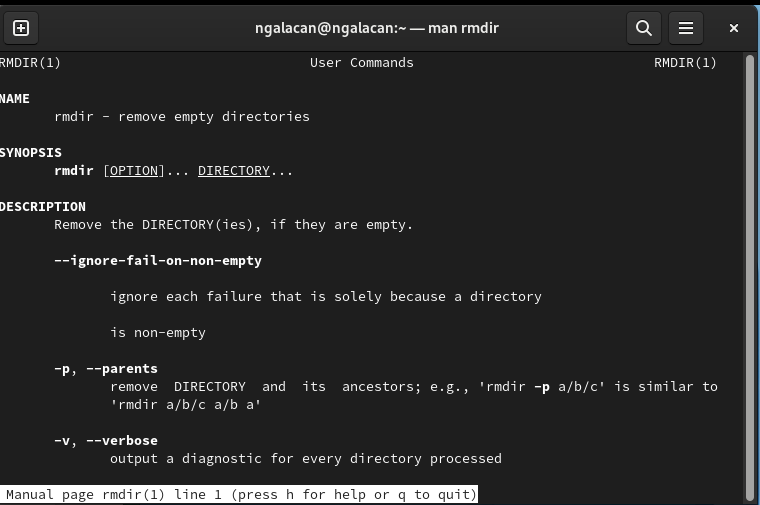 ngalacan@ngalacan:~ — man rmdir
RMDIR(1) User Commands RMDIR(1)
NAME
rmdir - remove empty directories
SYNOPSIS
rmdir [OPTION]... DIRECTORY...
DESCRIPTION
Remove the DIRECTORY(ies), if they are empty.
--ignore-fail-on-non-empty
ignore each failure that is solely because a directory
is non-empty
-p, --parents
remove DIRECTORY and its ancestors; e.g., 'rmdir -p a/b/c' is similar to
'rmdir a/b/c a/b a'
-v, --verbose
output a diagnostic for every directory processed
Manual page rmdir(1) line 1 (press h for help or q to quit)